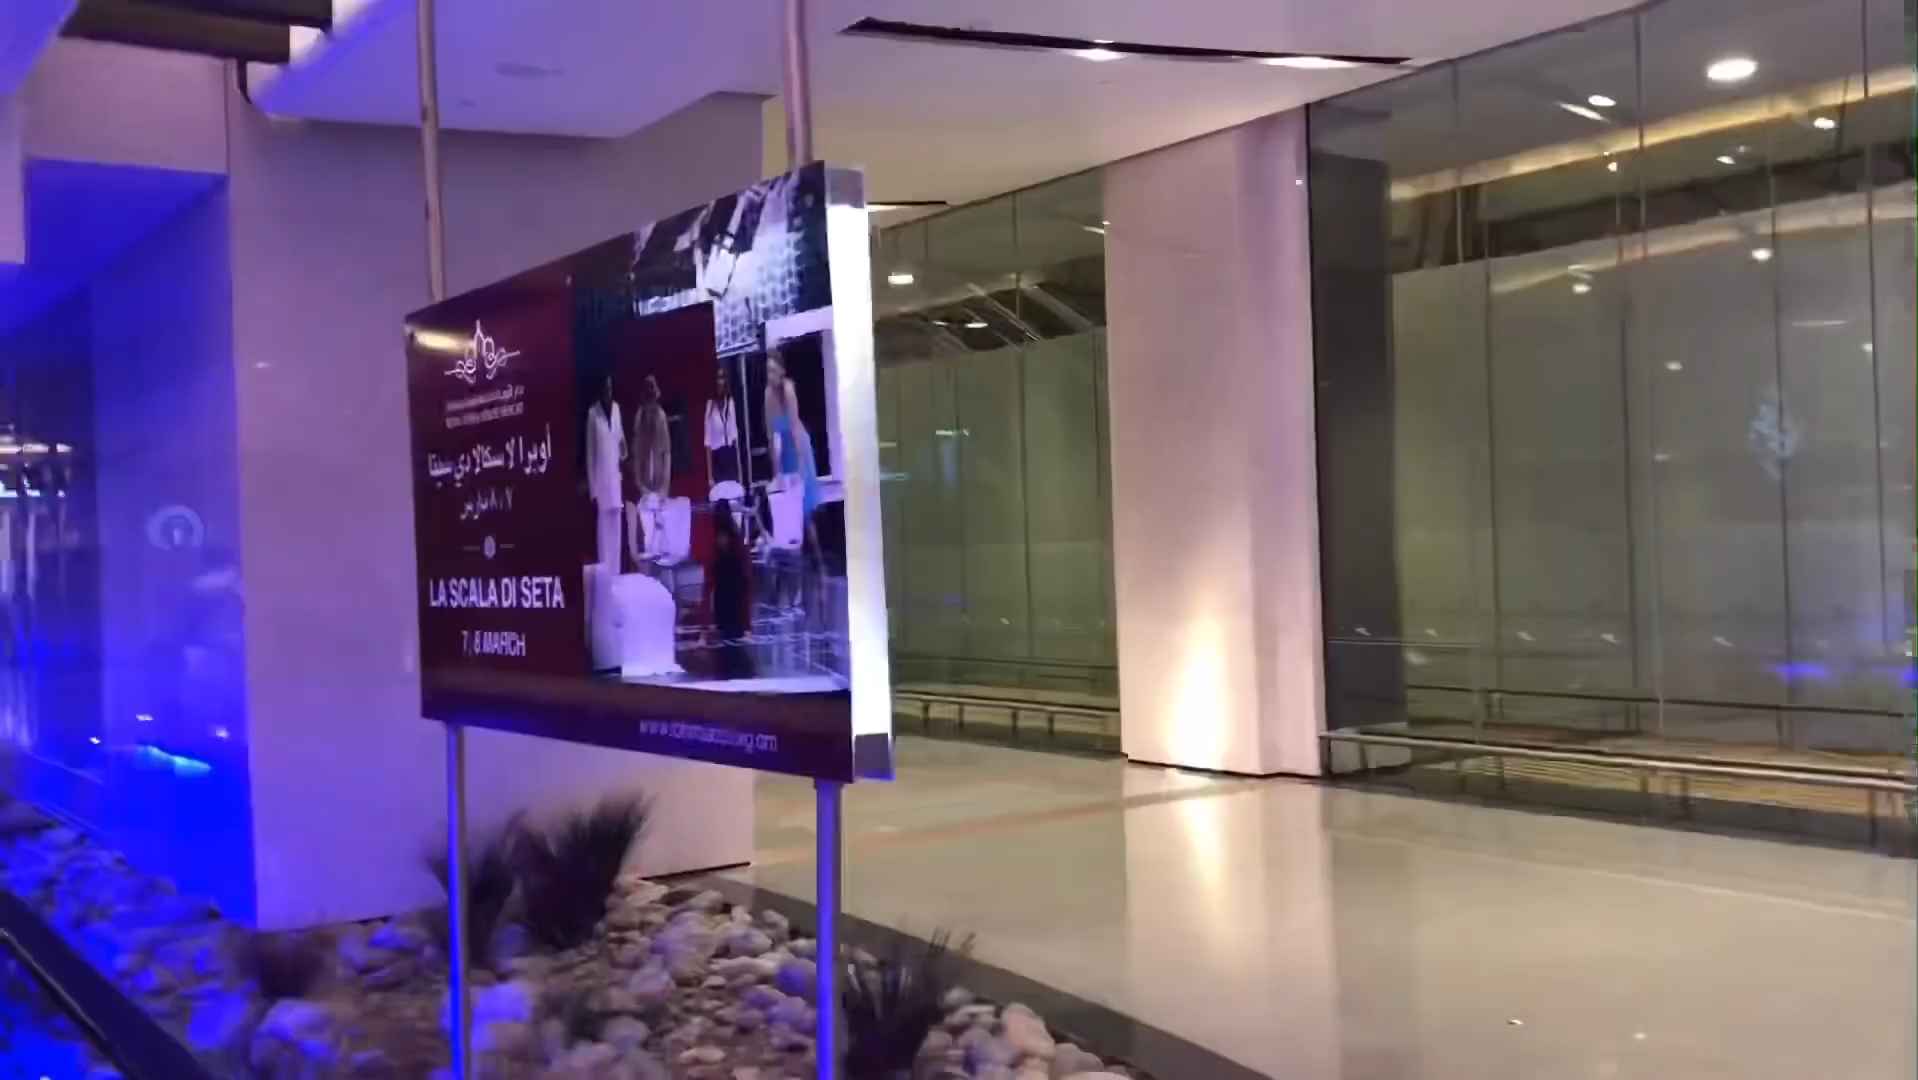 أوبرا لا سكالا دي سيتا
٧ ، ٨ مارس
LA SCALA DI SETA
7, 8 MARCH